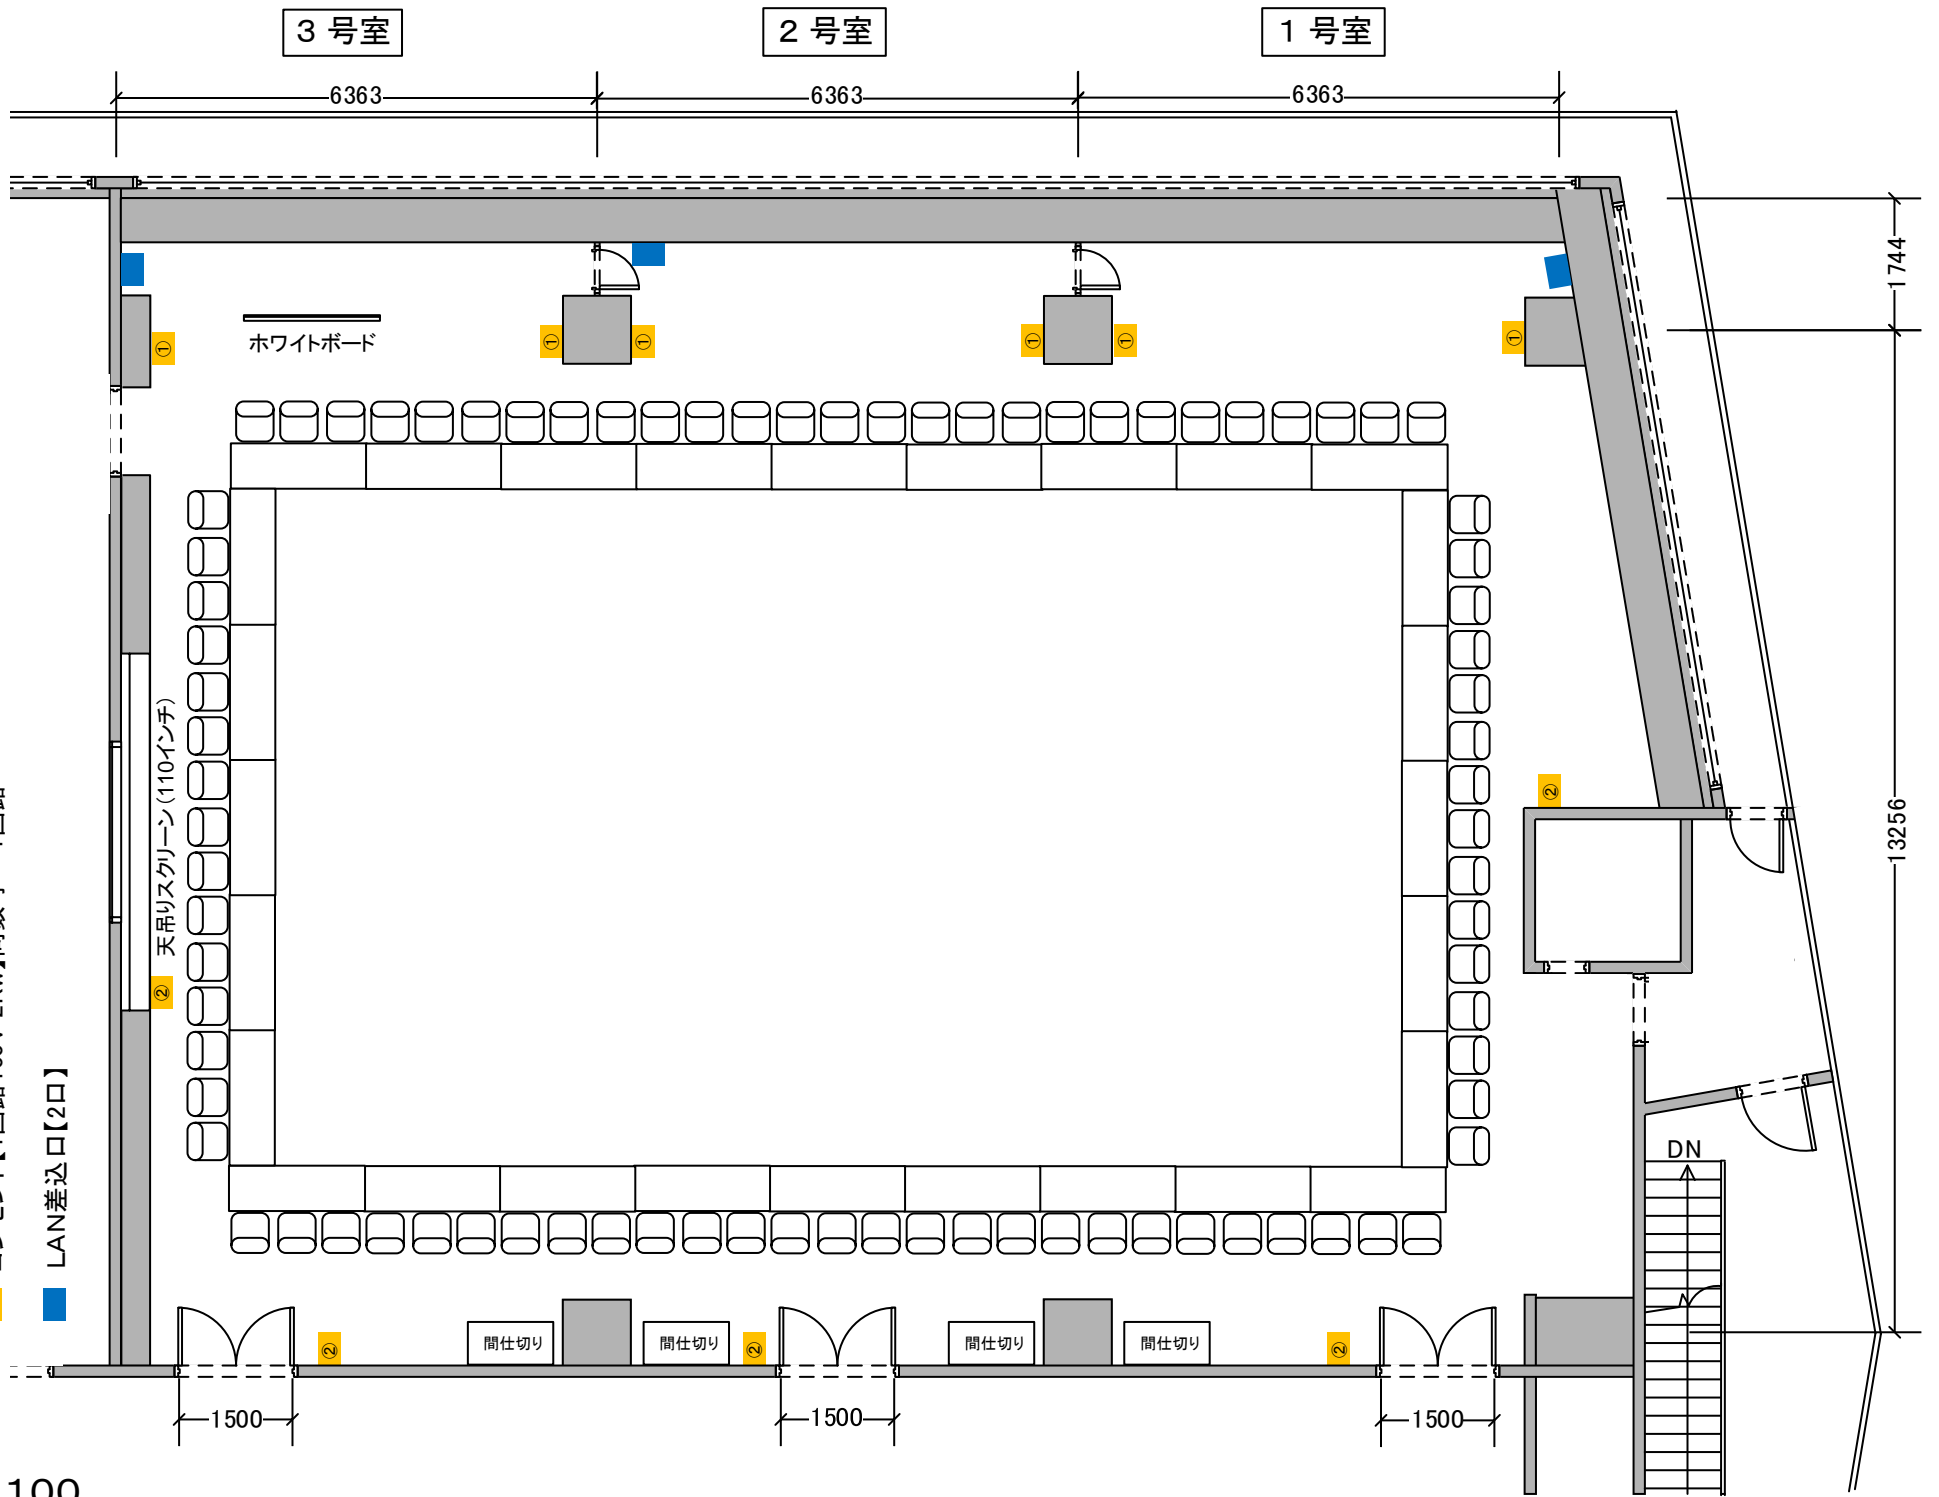 3 号室
2 号室
1 号室
6363
6363
6363
1744
ホワイトボード
①
①
①
①
①
①
天吊りスクリーン(110インチ)
②
②
13256
LAN差込口【2口】
DN
②
間仕切り
間仕切り
②
間仕切り
間仕切り
②
1500
1500
1500
100